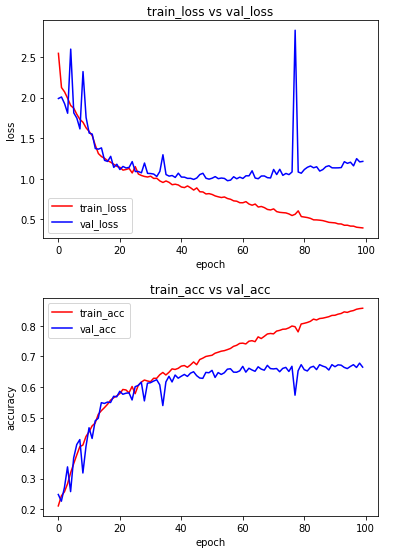 train_loss vs val_loss
2.5
2.0
1.5
1.0
0.5
loss
train_loss
val_loss
0 20 40 60 80 100
epoch
train_acc vs val_acc
train_acc
val_acc
0.8
0.7
0.6
0.5
0.4
0.3
0.2
accuracy
0 20 40 60 80 100
epoch